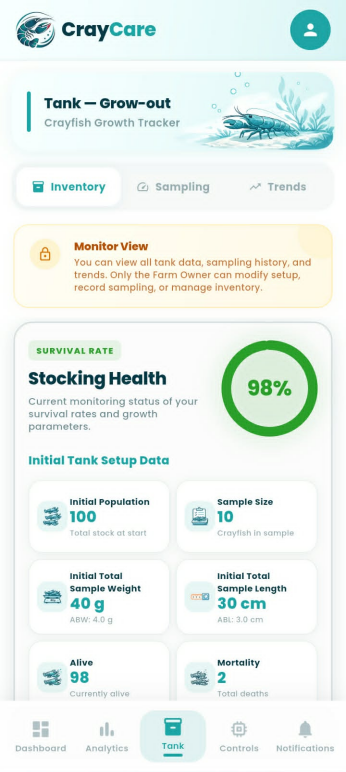 CrayCare
Tank — Grow-out
Crayfish Growth Tracker
Inventory
Sampling
Trends
Monitor View
You can view all tank data, sampling history, and
trends. Only the Farm Owner can modify setup,
record sampling, or manage inventory.
SURVIVAL RATE
Stocking Health
Current monitoring status of your
survival rates and growth
parameters.
98%
Initial Tank Setup Data
Initial Population
100
Total stock at start
Sample Size
10
Crayfish in sample
Initial Total
Sample Weight
40 g
ABW: 4.0 g
Initial Total
Sample Length
30 cm
ABL: 3.0 cm
Alive
98
Currently alive
Mortality
2
Total deaths
Dashboard
Analytics
Tank
Controls
Notifications